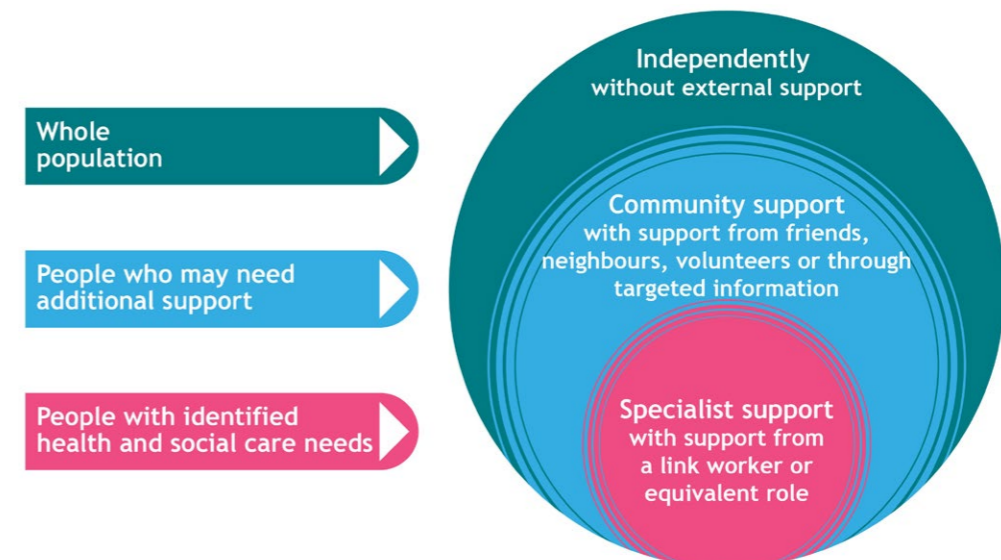 Whole
population
People who may need
additional support
People with identified
health and social care needs
Independently
without external support
Community support
with support from friends,
neighbours, volunteers or through
targeted information
Specialist support
with support from
a link worker or
equivalent role